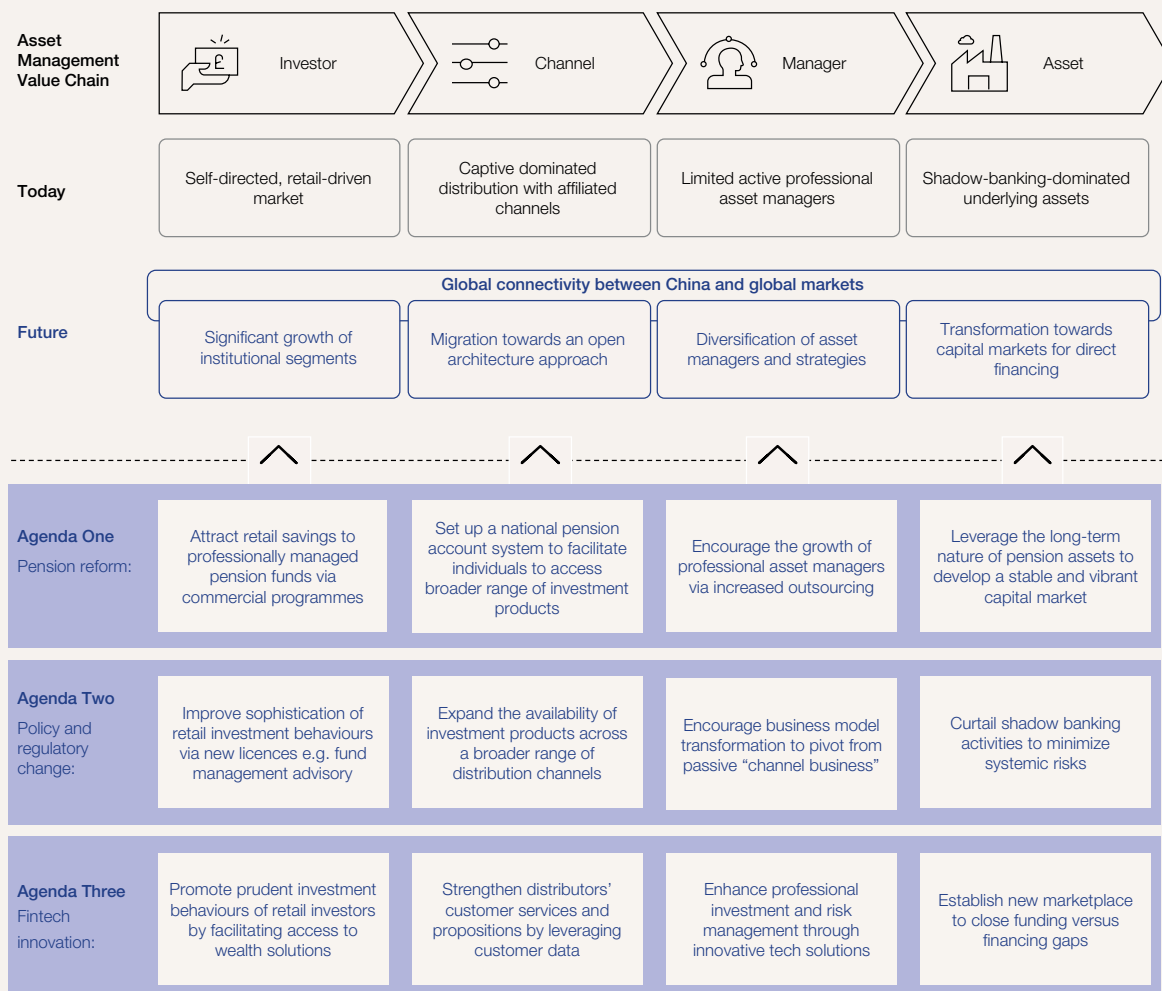 Asset
Management
Value Chain
£
Investor
Channel
Manager
Asset
Today
Self-directed, retail-driven
market
Captive dominated
distribution with affiliated
channels
Limited active professional
asset managers
Shadow-banking-dominated
underlying assets
Global connectivity between China and global markets
Future
Significant growth of
institutional segments
Migration towards an open
architecture approach
Diversification of asset
managers and strategies
Transformation towards
capital markets for direct
financing
Agenda One
Pension reform:
Attract retail savings to
professionally managed
pension funds via
commercial programmes
Set up a national pension
account system to facilitate
individuals to access
broader range of investment
products
Encourage the growth of
professional asset managers
via increased outsourcing
Leverage the long-term
nature of pension assets to
develop a stable and vibrant
capital market
Agenda Two
Policy and
regulatory
change:
Improve sophistication of
retail investment behaviours
via new licences e.g. fund
management advisory
Expand the availability of
investment products across
a broader range of
distribution channels
Encourage business model
transformation to pivot from
passive “channel business”
Curtail shadow banking
activities to minimize
systemic risks
Agenda Three
Fintech
innovation:
Promote prudent investment
behaviours of retail investors
by facilitating access to
wealth solutions
Strengthen distributors’
customer services and
propositions by leveraging
customer data
Enhance professional
investment and risk
management through
innovative tech solutions
Establish new marketplace
to close funding versus
financing gaps